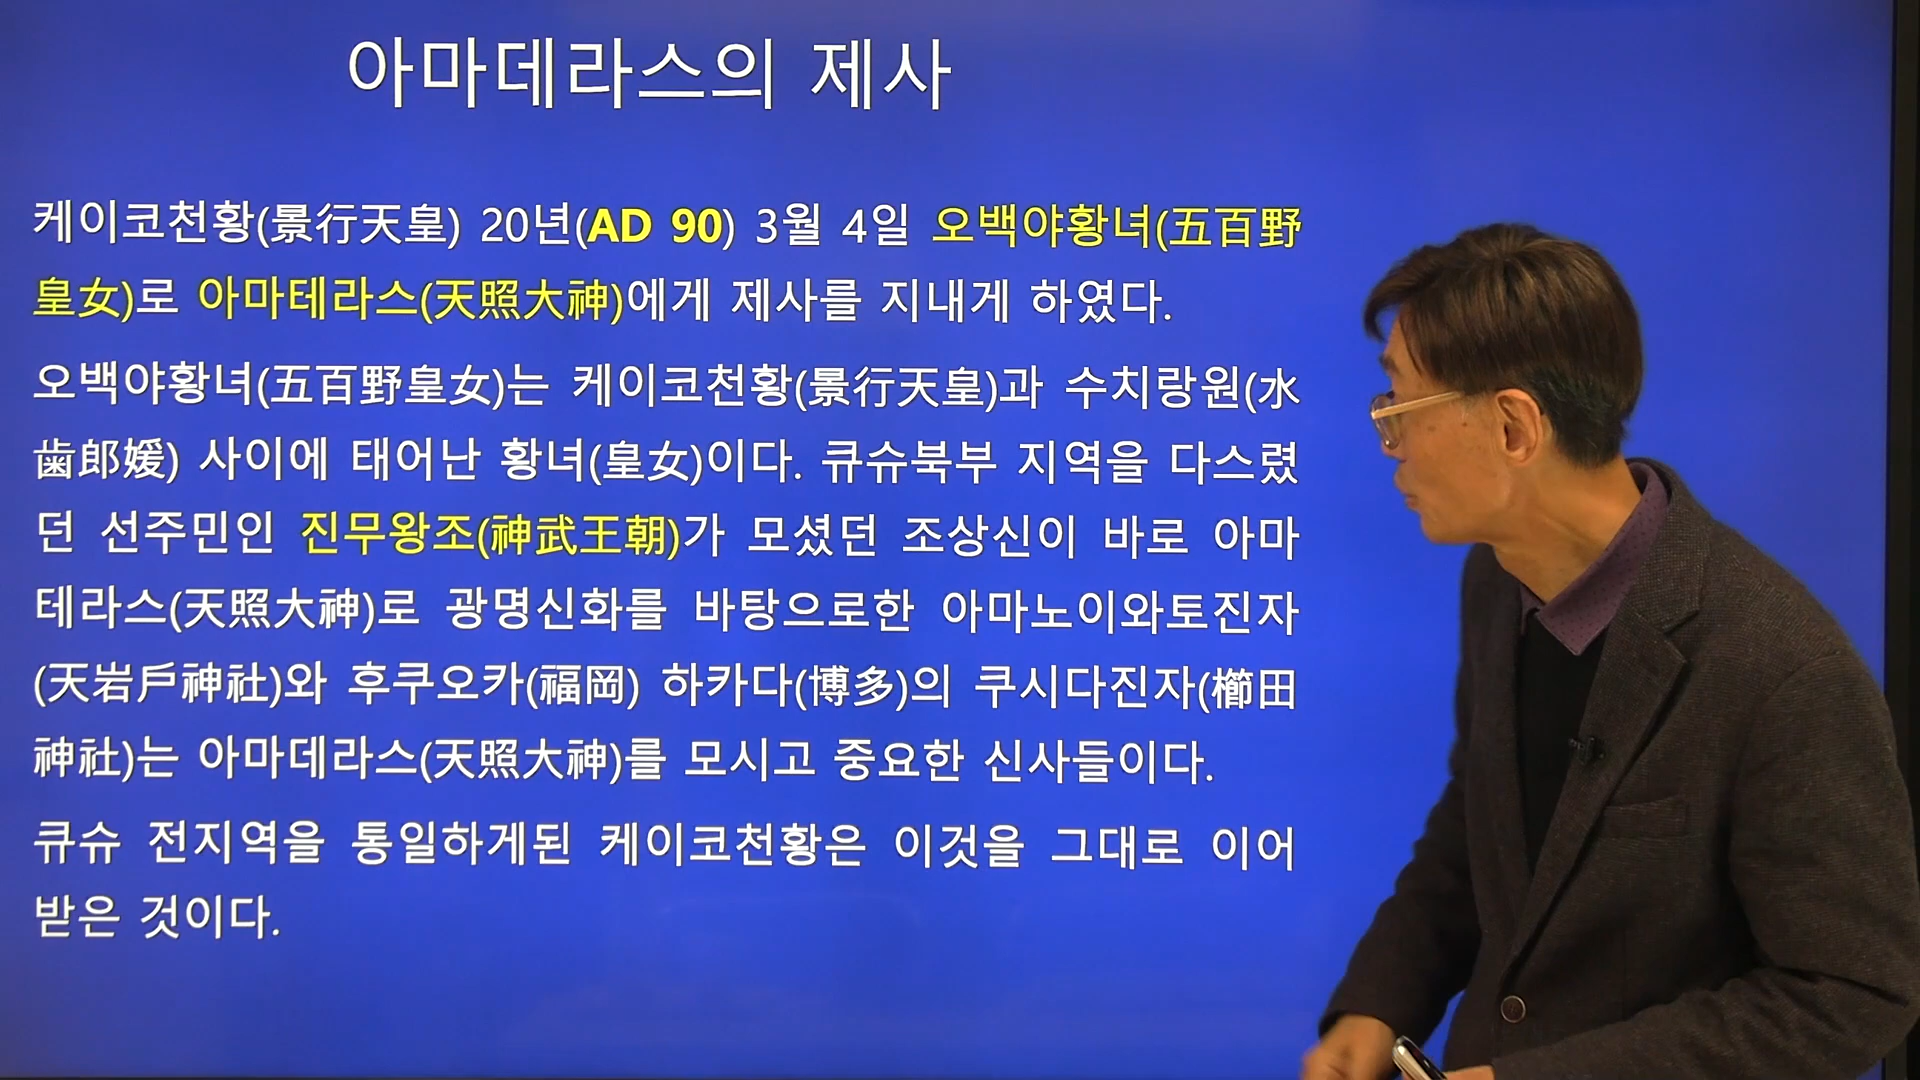 아마데라스의 제사
케이코천황(景行天皇) 20년(AD 90) 3월 4일 오백야황녀(五百野
皇女)로 아마테라스(天照大神)에게 제사를 지내게 하였다.
오백야황녀(五百野皇女)는 케이코천황(景行天皇)과 수치랑원(水
歯郎媛) 사이에 태어난 황녀(皇女)이다. 큐슈북부 지역을 다스렸
던 선주민인 진무왕조(神武王朝)가 모셨던 조상신이 바로 아마
테라스(天照大神)로 광명신화를 바탕으로한 아마노이와토진자
(天岩戶神社)와 후쿠오카(福岡) 하카다(博多)의 쿠시다진자(櫛田
神社)는 아마데라스(天照大神)를 모시고 중요한 신사들이다.
큐슈 전지역을 통일하게된 케이코천황은 이것을 그대로 이어
받은 것이다.